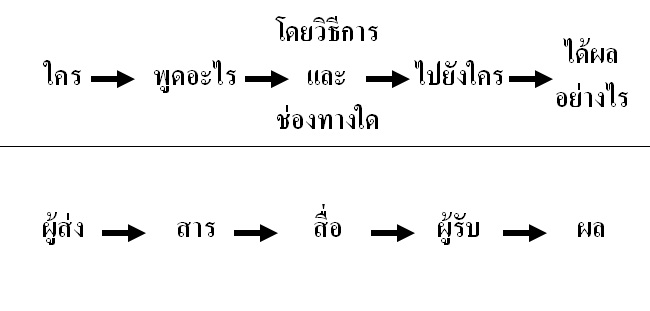 ใคร พูดอะไร โดยวิธีการ
และ
ช่องทางใด ไปยังใคร ได้ผล
อย่างไร
ผู้ส่ง สาร สื่อ ผู้รับ ผล